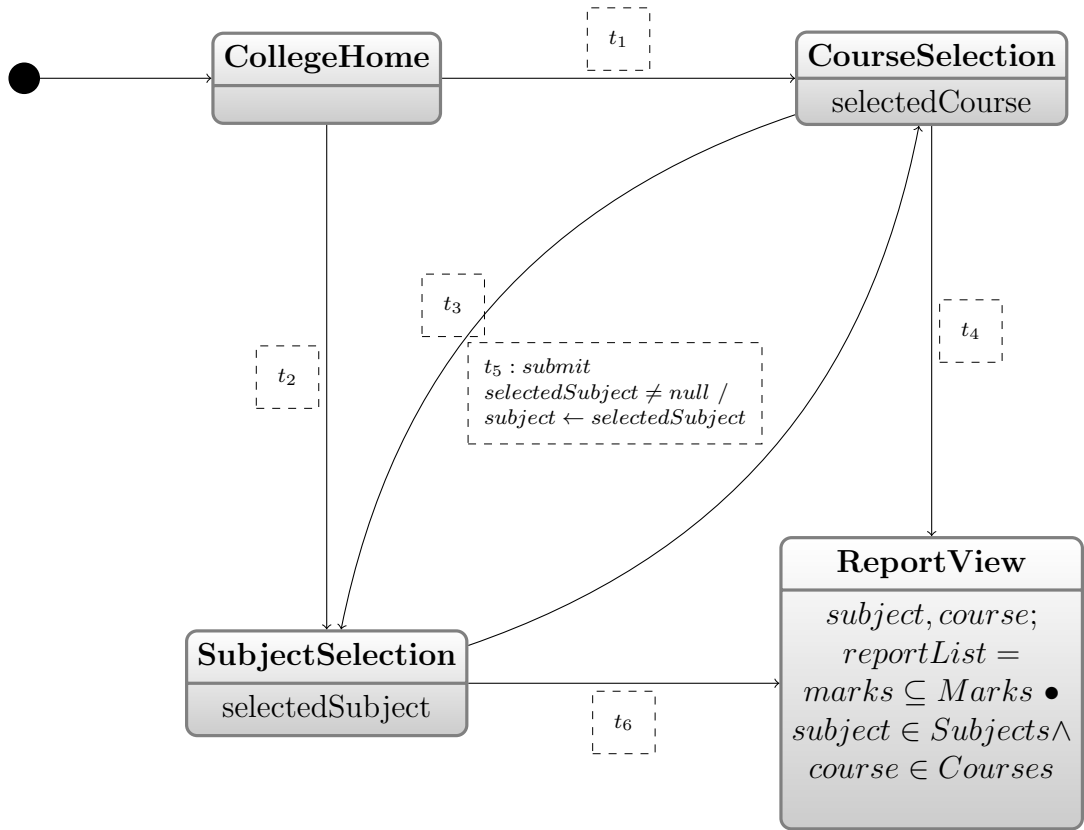 CollegeHome
t₁
CourseSelection
selectedCourse
t₃
t₄
t₂
t₅ : submit
selectedSubject ≠ null /
subject ← selectedSubject
ReportView
subject, course;
reportList =
marks ⊆ Marks •
subject ∈ Subjects∧
course ∈ Courses
SubjectSelection
selectedSubject
t₆